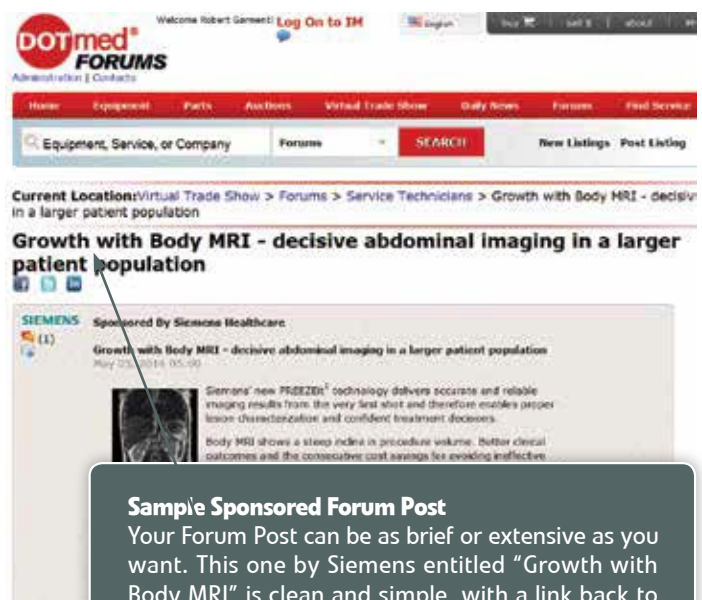 Welcome Robert Garment! Log On to IM
English
buy
sell $
about
DOTmed®
FORUMS
Administration | Contacts
Home Equipment Parts Auctions Virtual Trade Show Daily News Forums Find Service
Equipment, Service, or Company Forums SEARCH New Listings Post Listing
Current Location:Virtual Trade Show > Forums > Service Technicians > Growth with Body MRI - decisiv
in a larger patient population
Growth with Body MRI - decisive abdominal imaging in a larger
patient population
SIEMENS Sponsored By Siemens Healthcare
(1)
Growth with Body MRI - decisive abdominal imaging in a larger patient population
May
Siemens' new FREEZEit technology delivers accurate and reliable
imaging results from the very first shot and therefore enables proper
lesion characterization and confident treatment decisions.
Body MRI shows a steep incline in procedure volume. Better clinical
outcomes and the consecutive cost savings for avoiding ineffective
Sample Sponsored Forum Post
Your Forum Post can be as brief or extensive as you
want. This one by Siemens entitled “Growth with
Body MRI” is clean and simple, with a link back to